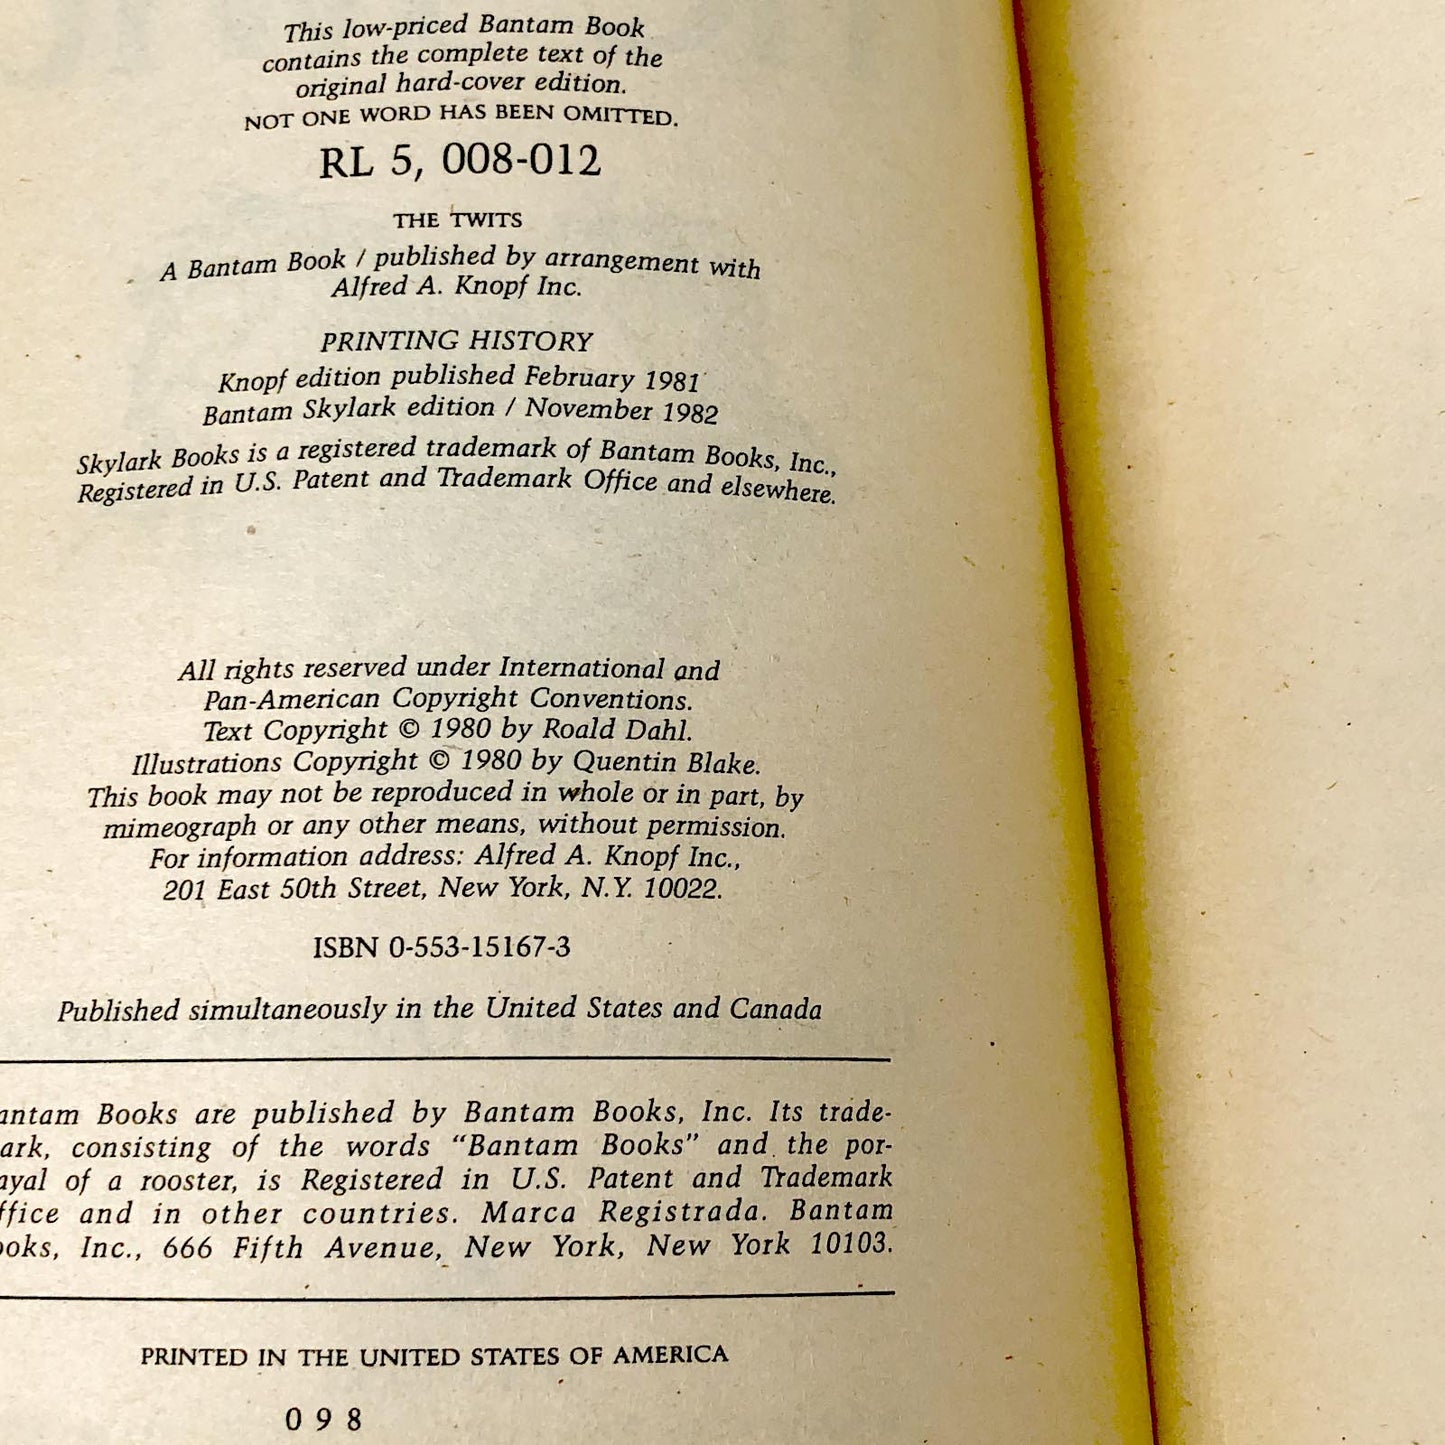 This low-priced Bantam Book
contains the complete text of the
original hard-cover edition.
NOT ONE WORD HAS BEEN OMITTED.
RL 5, 008-012
THE TWITS
A Bantam Book / published by arrangement with
Alfred A. Knopf Inc.
PRINTING HISTORY
Knopf edition published February 1981
Bantam Skylark edition / November 1982
Skylark Books is a registered trademark of Bantam Books, Inc.,
Registered in U.S. Patent and Trademark Office and elsewhere.
All rights reserved under International and
Pan-American Copyright Conventions.
Text Copyright © 1980 by Roald Dahl.
Illustrations Copyright © 1980 by Quentin Blake.
This book may not be reproduced in whole or in part, by
mimeograph or any other means, without permission.
For information address: Alfred A. Knopf Inc.,
201 East 50th Street, New York, N.Y. 10022.
ISBN 0-553-15167-3
Published simultaneously in the United States and Canada
antam Books are published by Bantam Books, Inc. Its trade-
ark, consisting of the words “Bantam Books” and the por-
ayal of a rooster, is Registered in U.S. Patent and Trademark
ffice and in other countries. Marca Registrada. Bantam
ooks, Inc., 666 Fifth Avenue, New York, New York 10103.
PRINTED IN THE UNITED STATES OF AMERICA
0 9 8